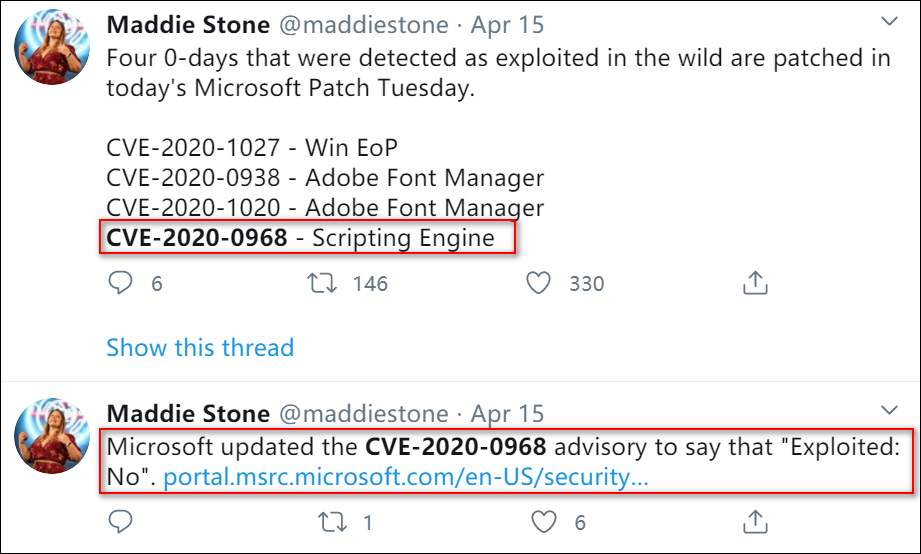 Maddie Stone @maddiestone · Apr 15
Four 0-days that were detected as exploited in the wild are patched in
today's Microsoft Patch Tuesday.
CVE-2020-1027 - Win EoP
CVE-2020-0938 - Adobe Font Manager
CVE-2020-1020 - Adobe Font Manager
CVE-2020-0968 - Scripting Engine
6 146 330
Show this thread
Maddie Stone @maddiestone · Apr 15
Microsoft updated the CVE-2020-0968 advisory to say that "Exploited:
No". portal.msrc.microsoft.com/en-US/security...
1 6